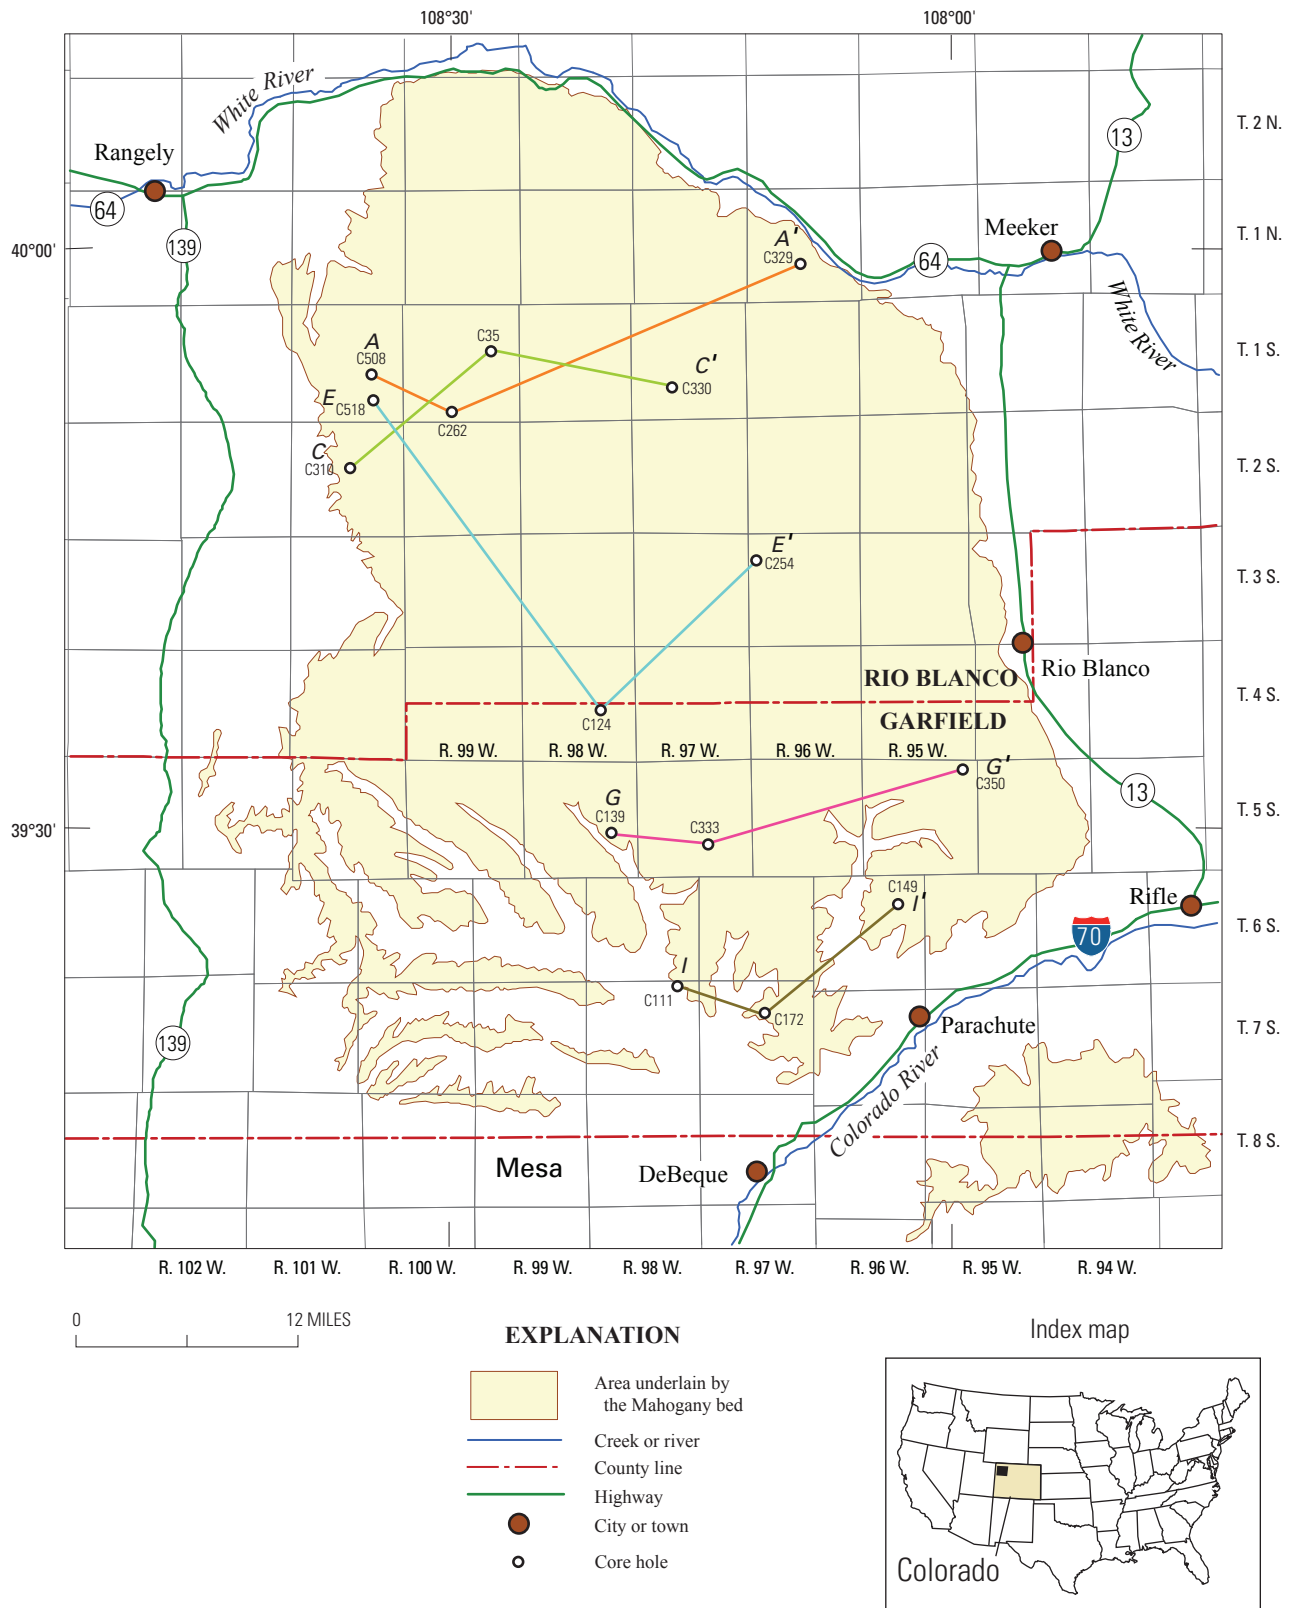 108°30'
108°00'
White River
T. 2 N.
13
Rangely
64
139
Meeker
T. 1 N.
A'
C329
40°00'
64
White River
C35
T. 1 S.
A
C508
C'
C330
E
C518
C262
C
C310
T. 2 S.
E'
C254
T. 3 S.
RIO BLANCO
Rio Blanco
T. 4 S.
GARFIELD
C124
R. 99 W.
R. 98 W.
R. 97 W.
R. 96 W.
R. 95 W.
G'
C350
13
G
C139
C333
T. 5 S.
39°30'
C149
I'
Rifle
T. 6 S.
70
I
C111
C172
Parachute
T. 7 S.
139
Colorado River
T. 8 S.
Mesa
DeBeque
R. 102 W.
R. 101 W.
R. 100 W.
R. 99 W.
R. 98 W.
R. 97 W.
R. 96 W.
R. 95 W.
R. 94 W.
0
12 MILES
EXPLANATION
Area underlain by
the Mahogany bed
Creek or river
County line
Highway
City or town
Core hole
Index map
Colorado